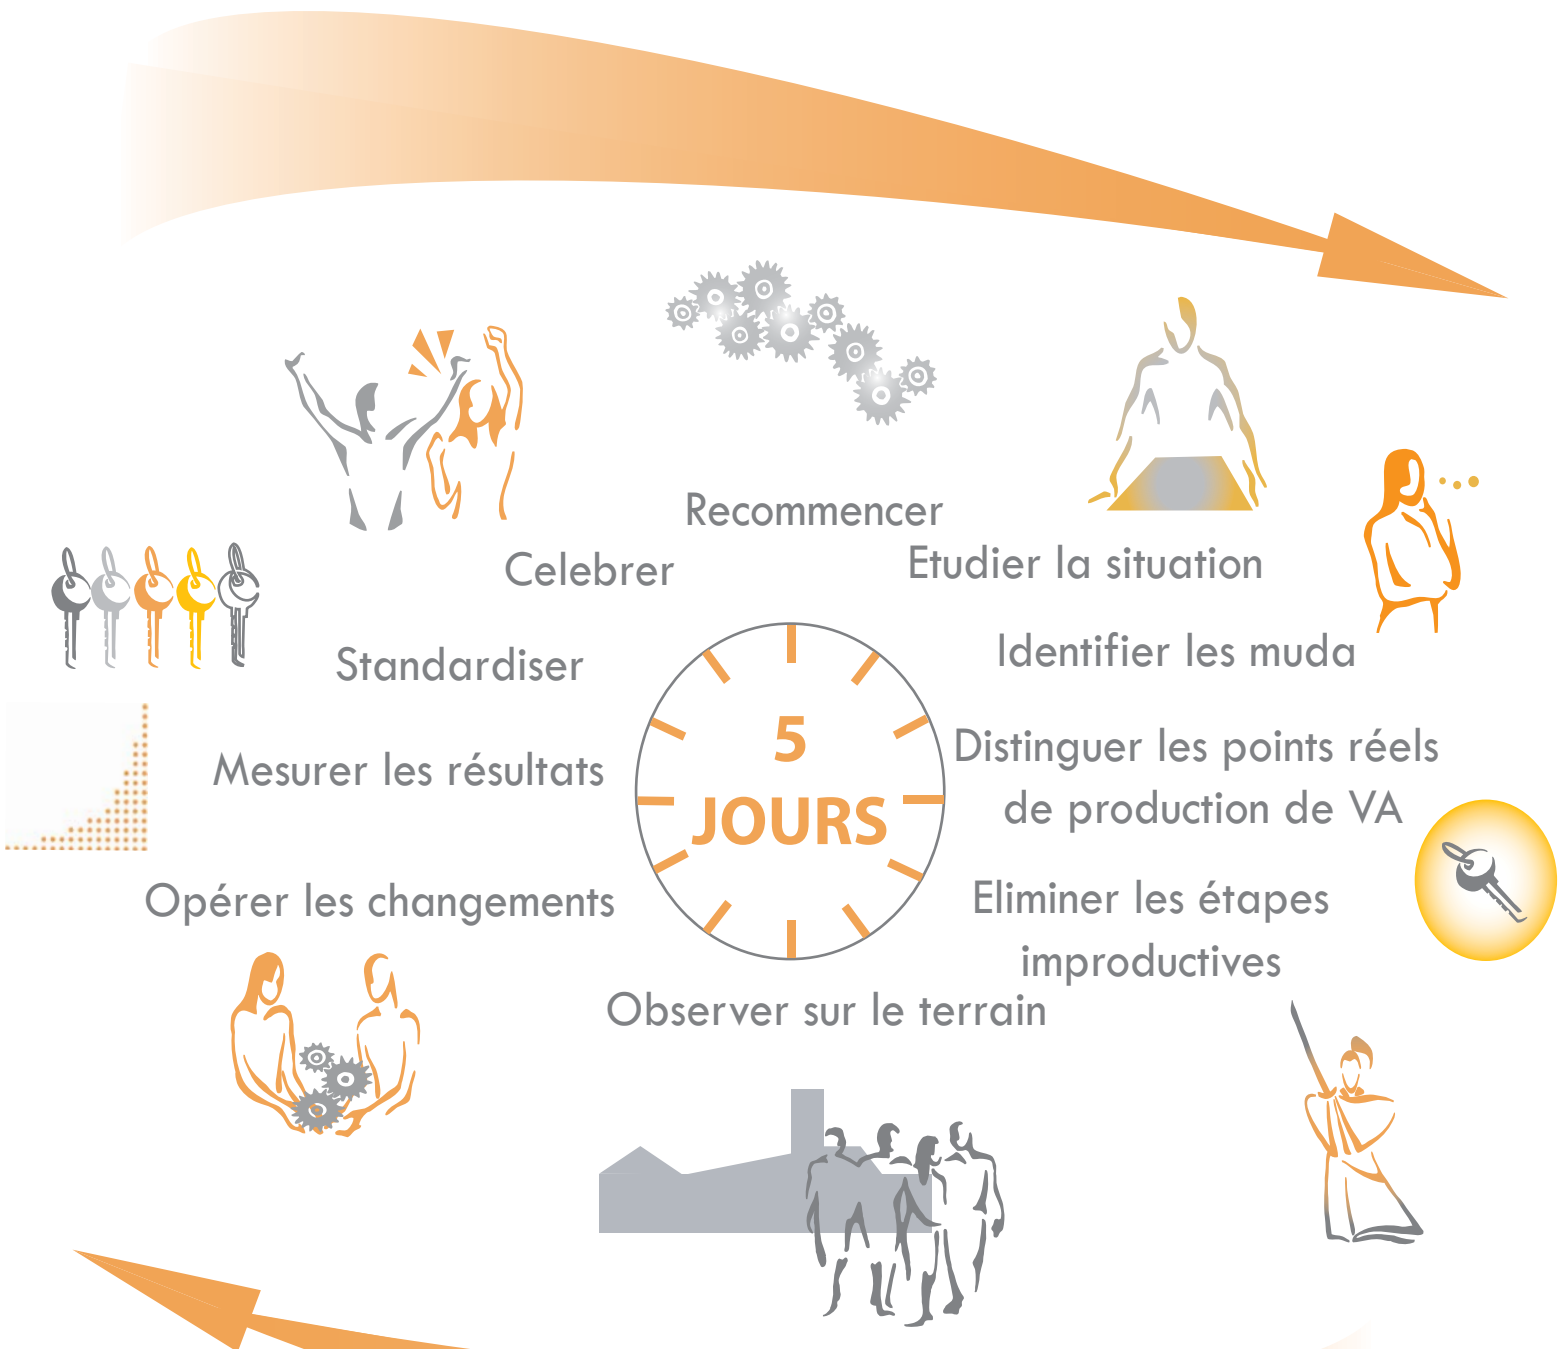 Recommencer
Etudier la situation
Identifier les muda
Distinguer les points réels
de production de VA
Eliminer les étapes
improductives
Observer sur le terrain
Opérer les changements
Mesurer les résultats
Standardiser
Celebrer
5
JOURS